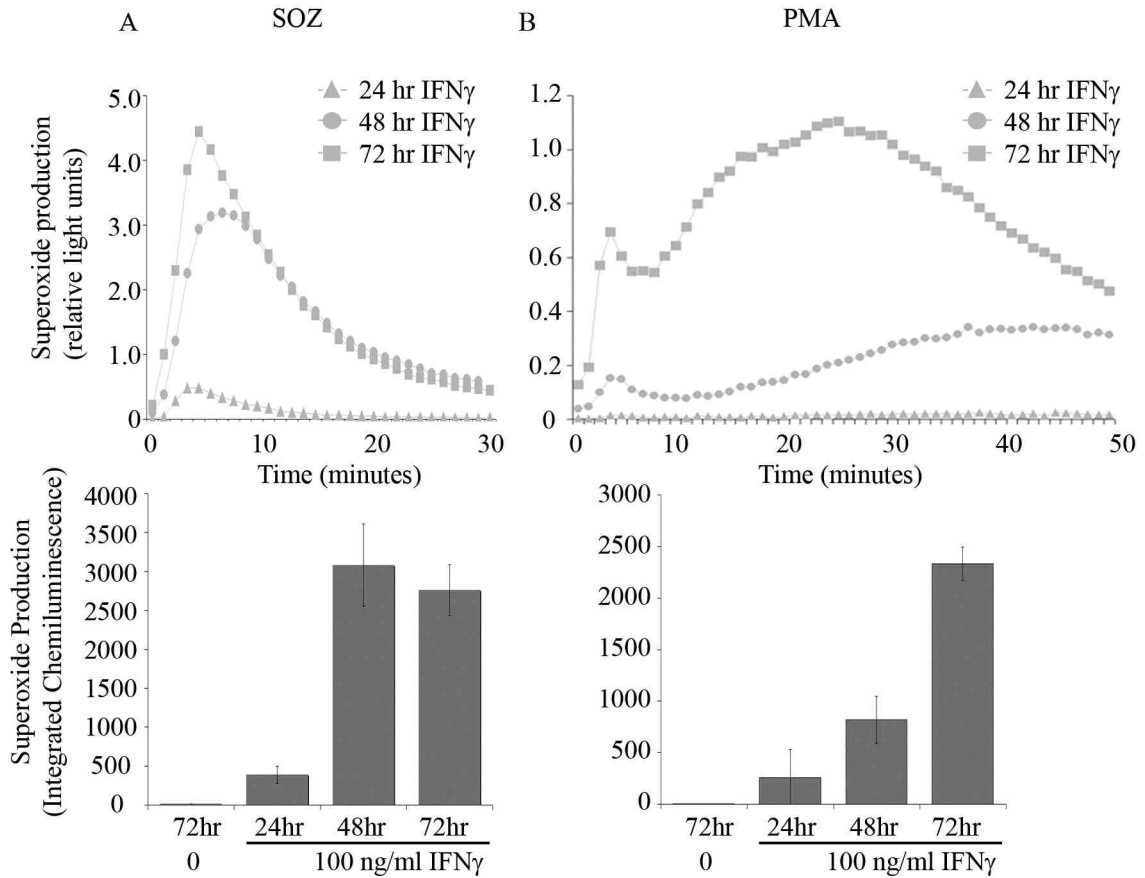 A
SOZ
B
PMA
Superoxide production
(relative light units)
5.0
4.0
3.0
2.0
1.0
0
24 hr IFNγ
48 hr IFNγ
72 hr IFNγ
0 10 20 30
Time (minutes)
1.2
1.0
0.8
0.6
0.4
0.2
0
24 hr IFNγ
48 hr IFNγ
72 hr IFNγ
0 10 20 30 40 50
Time (minutes)
Superoxide Production
(Integrated Chemiluminescence)
4000
3500
3000
2500
2000
1500
1000
500
0
72hr 24hr 48hr 72hr
0 100 ng/ml IFNγ
3000
2500
2000
1500
1000
500
0
72hr 24hr 48hr 72hr
0 100 ng/ml IFNγ